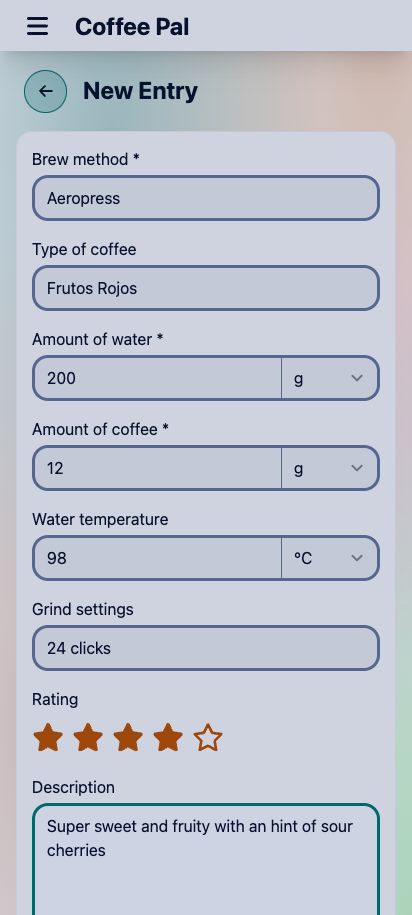 Coffee Pal
New Entry
Brew method *
Aeropress
Type of coffee
Frutos Rojos
Amount of water *
200 g
Amount of coffee *
12 g
Water temperature
98 °C
Grind settings
24 clicks
Rating
Description
Super sweet and fruity with an hint of sour
cherries